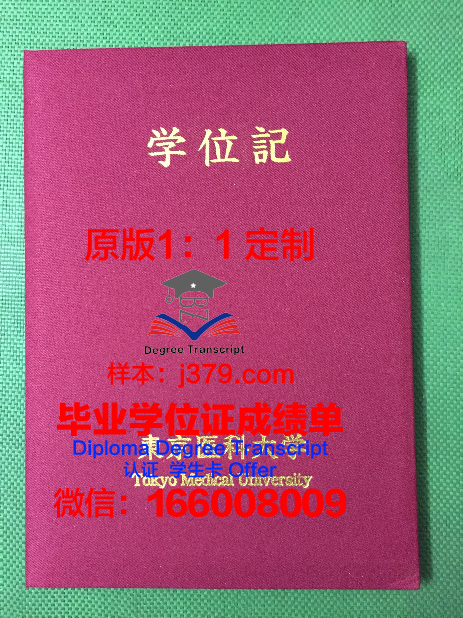 学位記
原版1：1 定制
Degree Transcript
样本：j379.com
毕业学位证成绩单
東京医科大学
Diploma Degree Transcript
认证 学生卡 Offer
Tokyo Medical University
微信：166008009